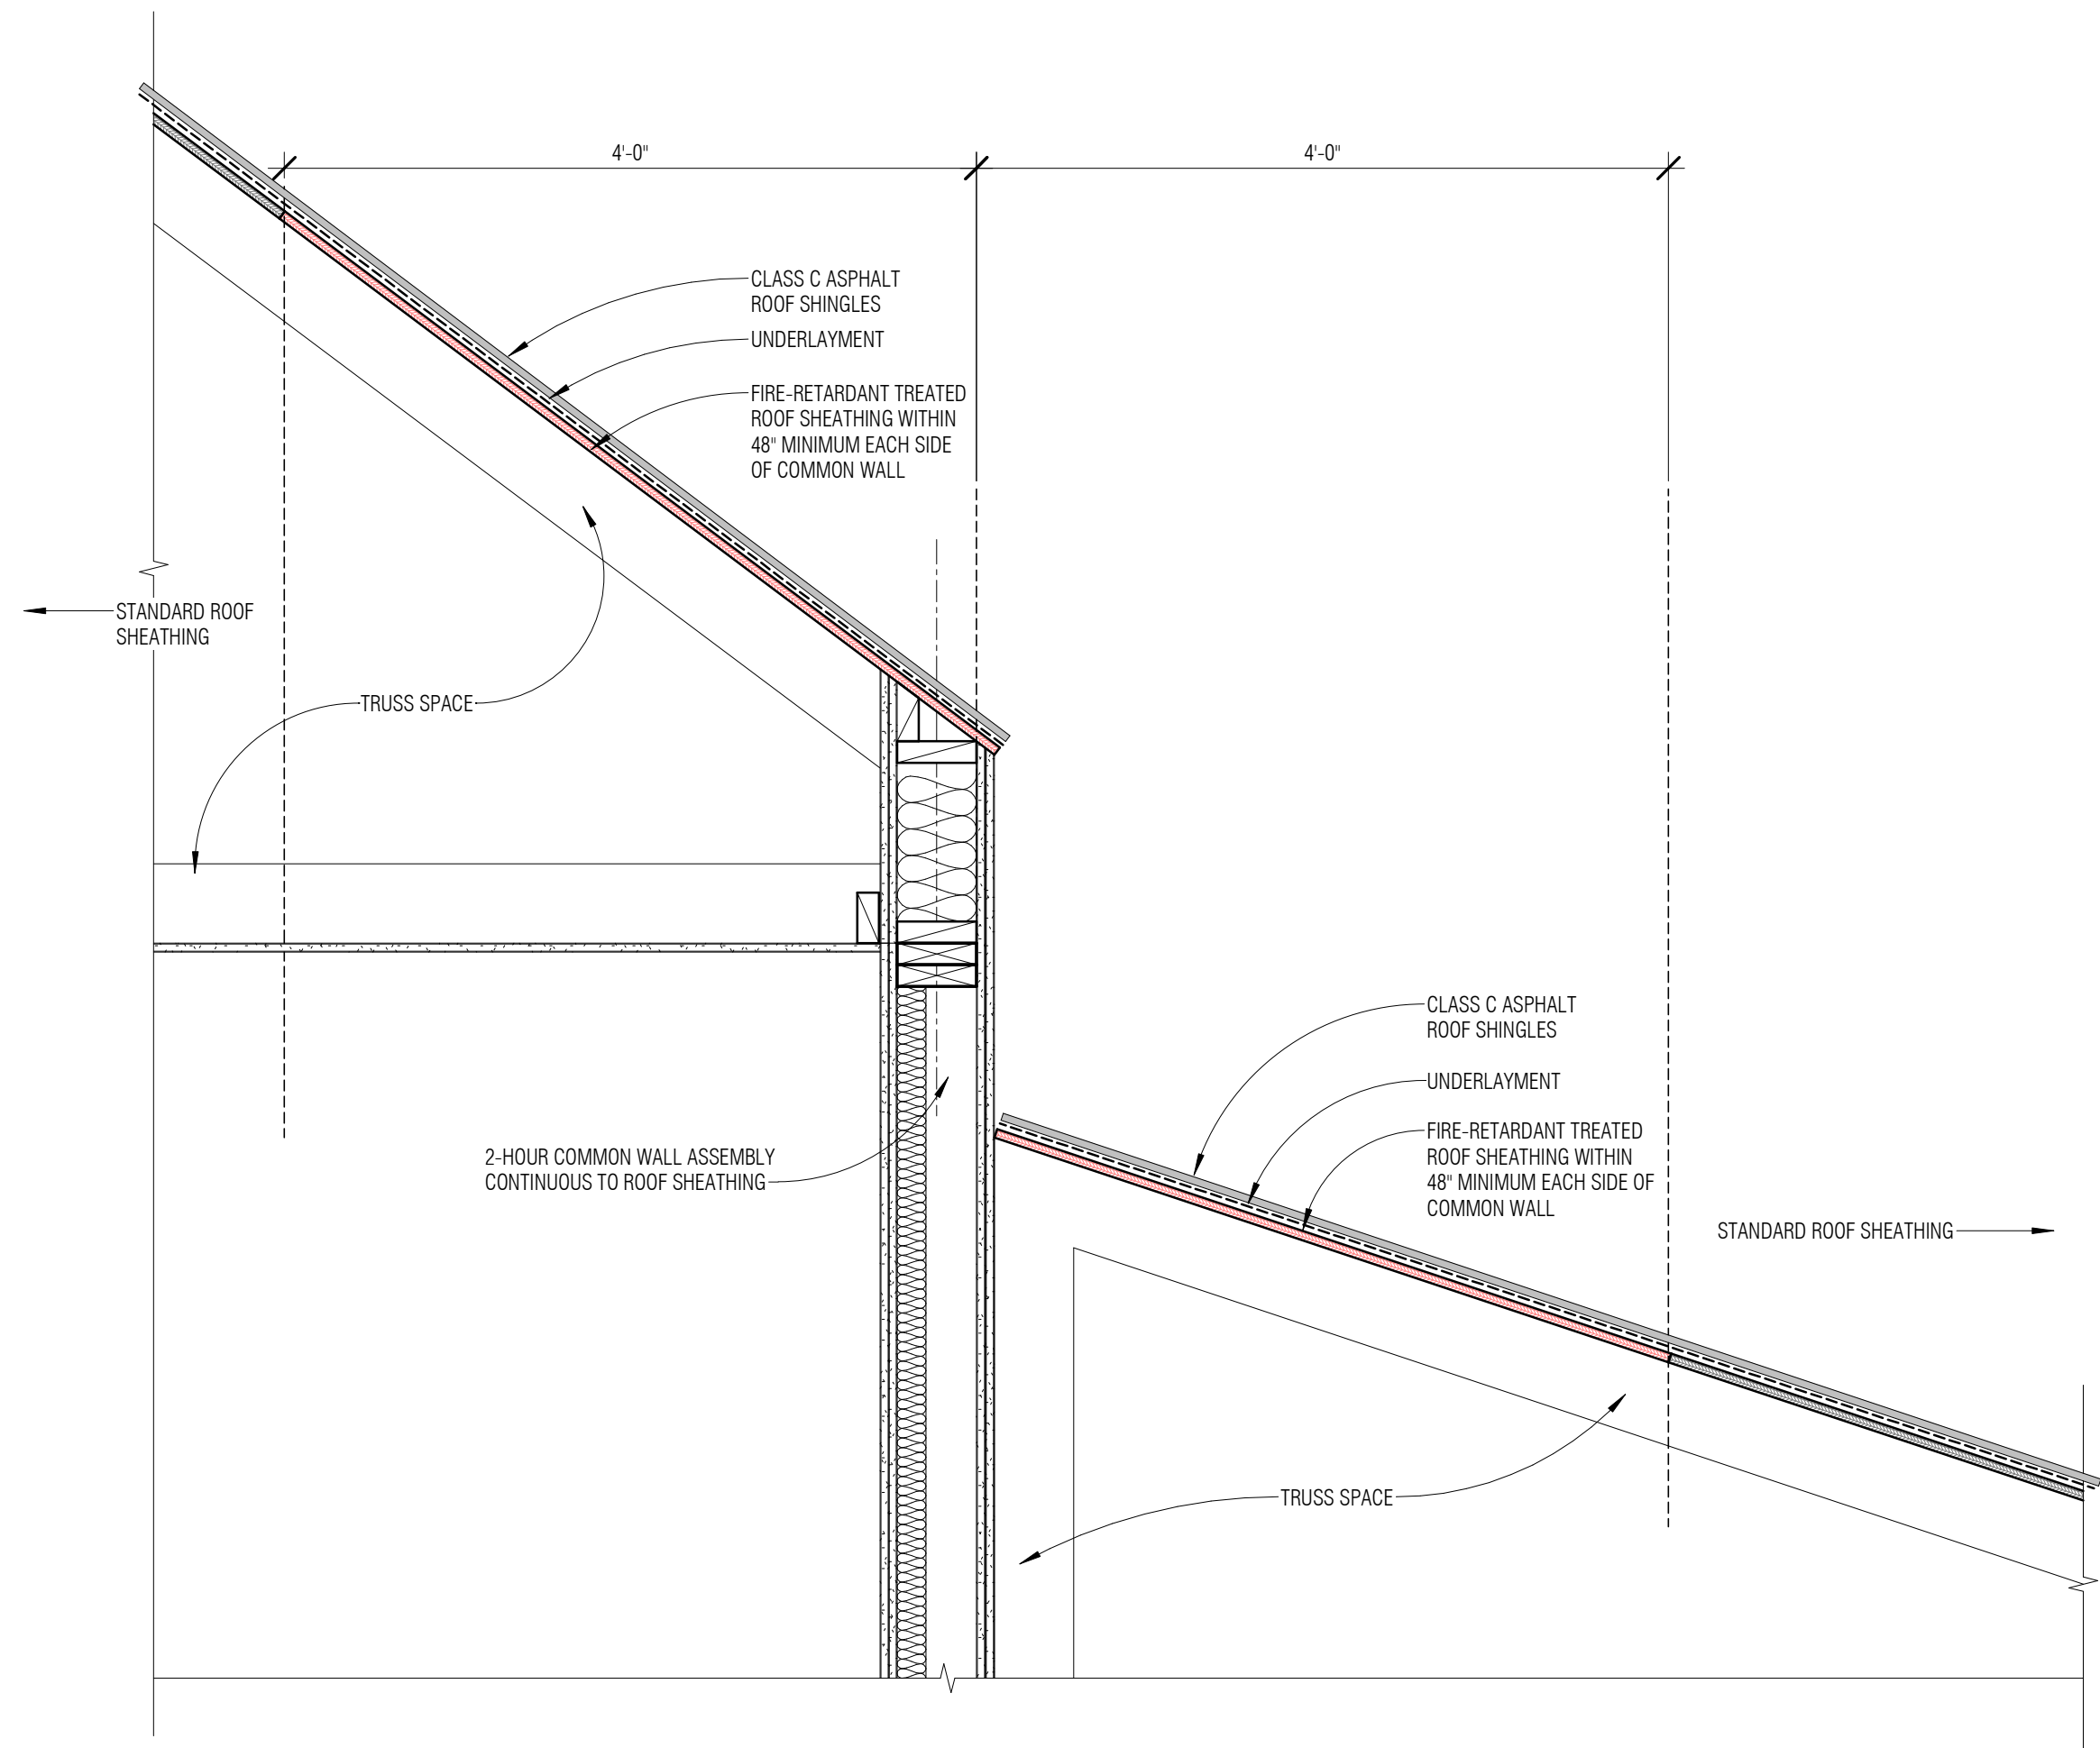 4'-0"
4'-0"
CLASS C ASPHALT
ROOF SHINGLES
UNDERLAYMENT
FIRE-RETARDANT TREATED
ROOF SHEATHING WITHIN
48" MINIMUM EACH SIDE
OF COMMON WALL
STANDARD ROOF
SHEATHING
TRUSS SPACE
2-HOUR COMMON WALL ASSEMBLY
CONTINUOUS TO ROOF SHEATHING
CLASS C ASPHALT
ROOF SHINGLES
UNDERLAYMENT
FIRE-RETARDANT TREATED
ROOF SHEATHING WITHIN
48" MINIMUM EACH SIDE OF
COMMON WALL
STANDARD ROOF SHEATHING
TRUSS SPACE